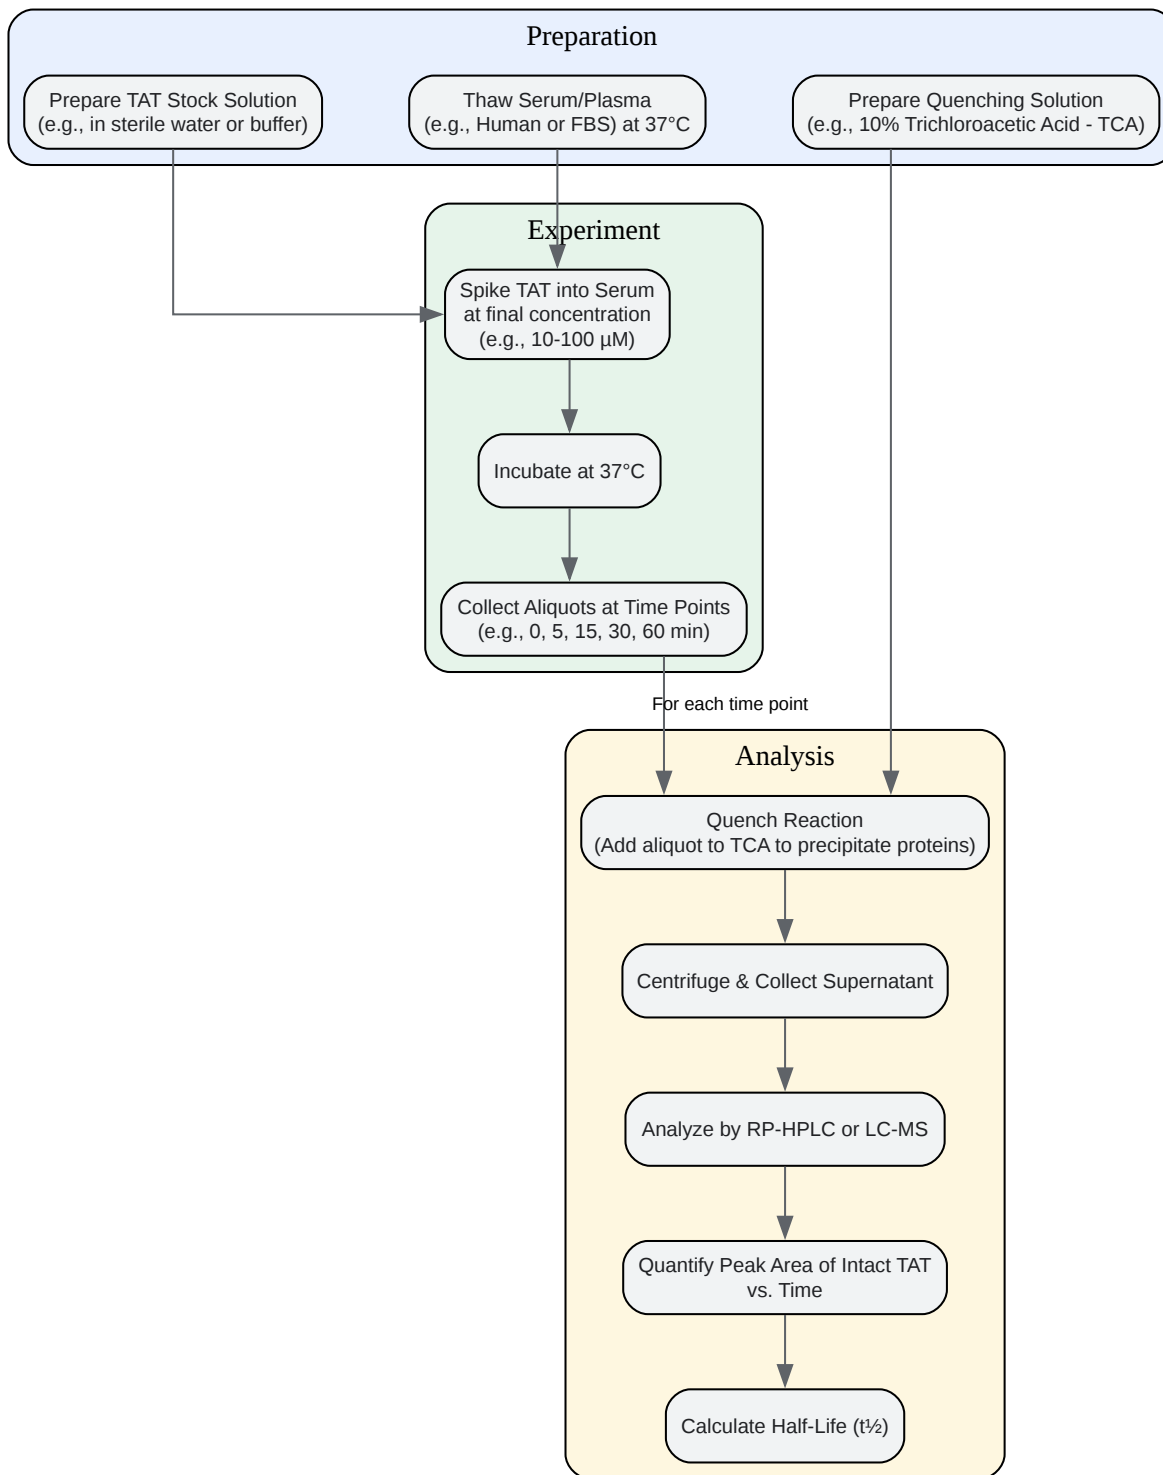 Preparation
Prepare TAT Stock Solution
(e.g., in sterile water or buffer)
Thaw Serum/Plasma
(e.g., Human or FBS) at 37°C
Prepare Quenching Solution
(e.g., 10% Trichloroacetic Acid - TCA)
Experiment
Spike TAT into Serum
at final concentration
(e.g., 10-100 µM)
Incubate at 37°C
Collect Aliquots at Time Points
(e.g., 0, 5, 15, 30, 60 min)
For each time point
Analysis
Quench Reaction
(Add aliquot to TCA to precipitate proteins)
Centrifuge & Collect Supernatant
Analyze by RP-HPLC or LC-MS
Quantify Peak Area of Intact TAT
vs. Time
Calculate Half-Life (t½)